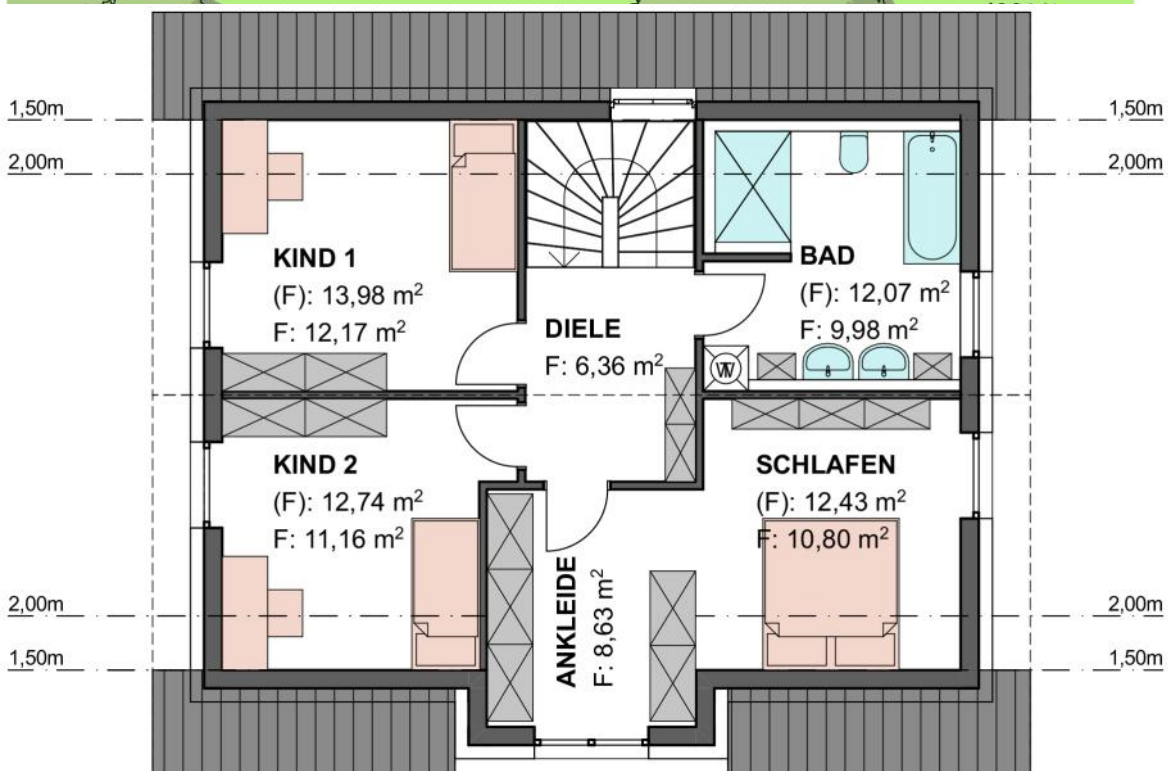 1,50m
1,50m
2,00m
2,00m
KIND 1
(F): 13,98 m²
F: 12,17 m²
BAD
(F): 12,07 m²
F: 9,98 m²
DIELE
F: 6,36 m²
KIND 2
(F): 12,74 m²
F: 11,16 m²
SCHLAFEN
(F): 12,43 m²
F: 10,80 m²
ANKLEIDE
F: 8,63 m²
2,00m
2,00m
1,50m
1,50m